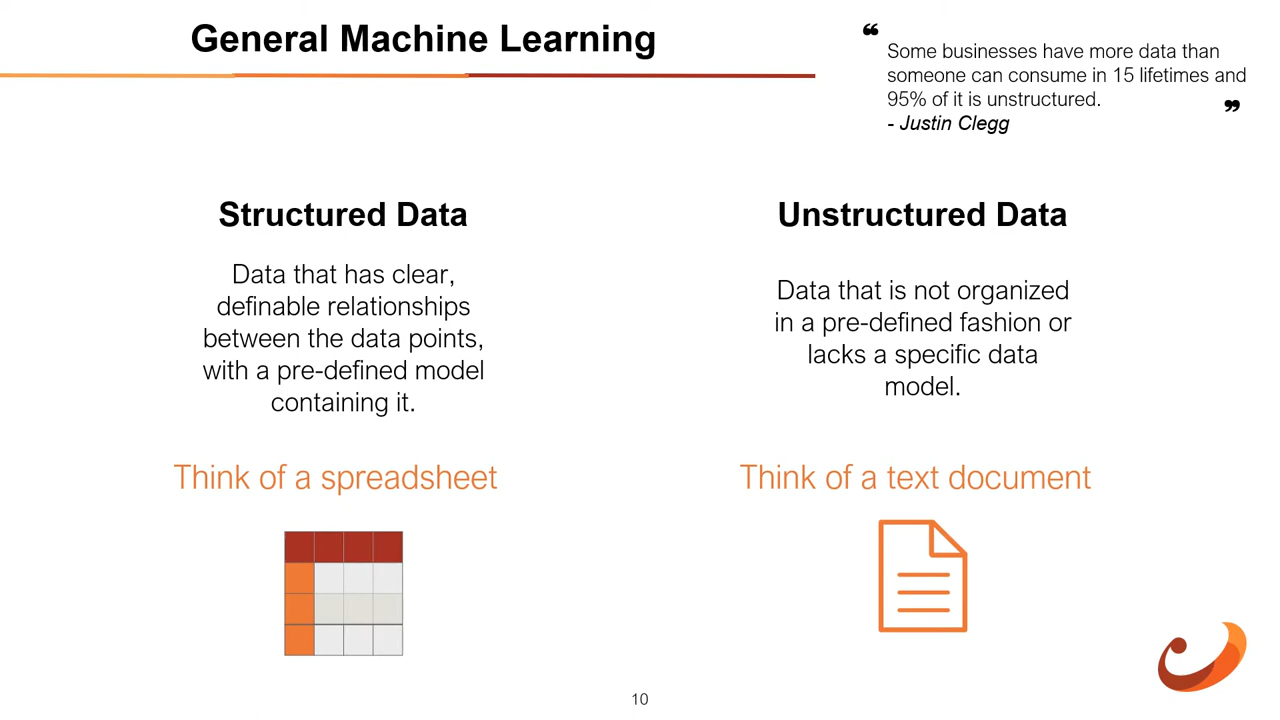 General Machine Learning
❝
Some businesses have more data than
someone can consume in 15 lifetimes and
95% of it is unstructured.
❞
- Justin Clegg
Structured Data
Data that has clear,
definable relationships
between the data points,
with a pre-defined model
containing it.
Think of a spreadsheet
Unstructured Data
Data that is not organized
in a pre-defined fashion or
lacks a specific data
model.
Think of a text document
10